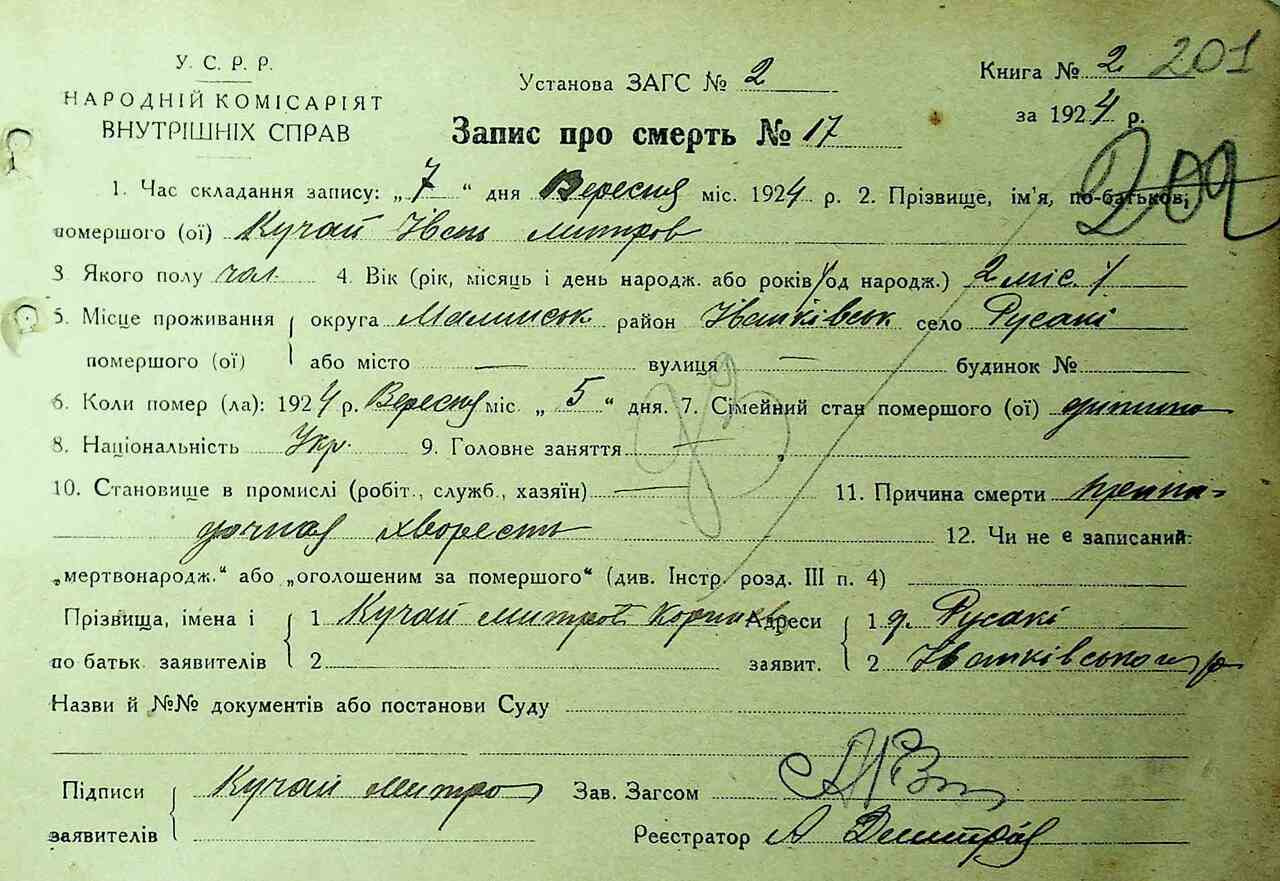 У. С. Р. Р.
НАРОДНІЙ КОМІСАРІЯТ
ВНУТРІШНІХ СПРАВ
Установа ЗАГС № 2
Книга № 2 201
за 1924 р.
Запис про смерть № 17
202
1. Час складання запису: „7“ дня Вересня міс. 1924 р. 2. Прізвище, ім'я, по-батькові,
помершого (ої) Кучай Іван Митров
3 Якого полу чол. 4. Вік (рік, місяць і день народж. або років од народж.) 2 міс.
5. Місце проживання округа Малинськ район Іванківськ село Русакі
помершого (ої) або місто — вулиця — будинок №
6. Коли помер (ла): 1924 р. Вересня міс. „5“ дня. 7. Сімейний стан помершого (ої) дитина
8. Національність Укр. 9. Головне заняття —
10. Становище в промислі (робіт., служб., хазяїн) — 11. Причина смерти
хворость 12. Чи не є записаний:
„мертвонародж.“ або „оголошеним за помершого“ (див. Інстр. розд. III п. 4)
Прізвища, імена і 1 Кучай Митров Адреси 1 д. Русакі
по батьк. заявителів 2 заявит. 2 Іванківського р
Назви й №№ документів або постанови Суду
Підписи Кучай Митро Зав. Загсом
заявителів Реєстратор А